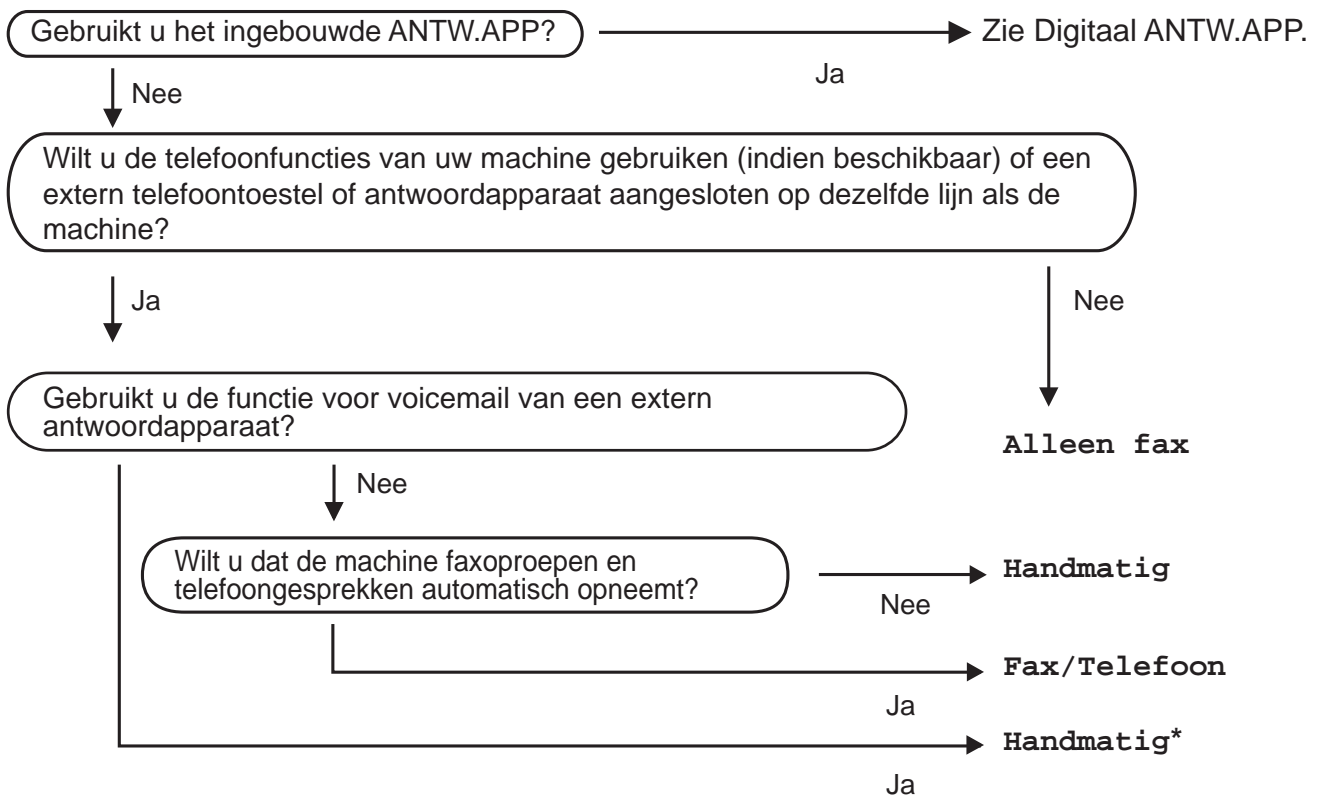 Gebruikt u het ingebouwde ANTW.APP?
Zie Digitaal ANTW.APP.
Ja
Nee
Wilt u de telefoonfuncties van uw machine gebruiken (indien beschikbaar) of een
extern telefoontoestel of antwoordapparaat aangesloten op dezelfde lijn als de
machine?
Ja
Nee
Gebruikt u de functie voor voicemail van een extern
antwoordapparaat?
Alleen fax
Nee
Wilt u dat de machine faxoproepen en
telefoongesprekken automatisch opneemt?
Handmatig
Nee
Fax/Telefoon
Ja
Handmatig*
Ja